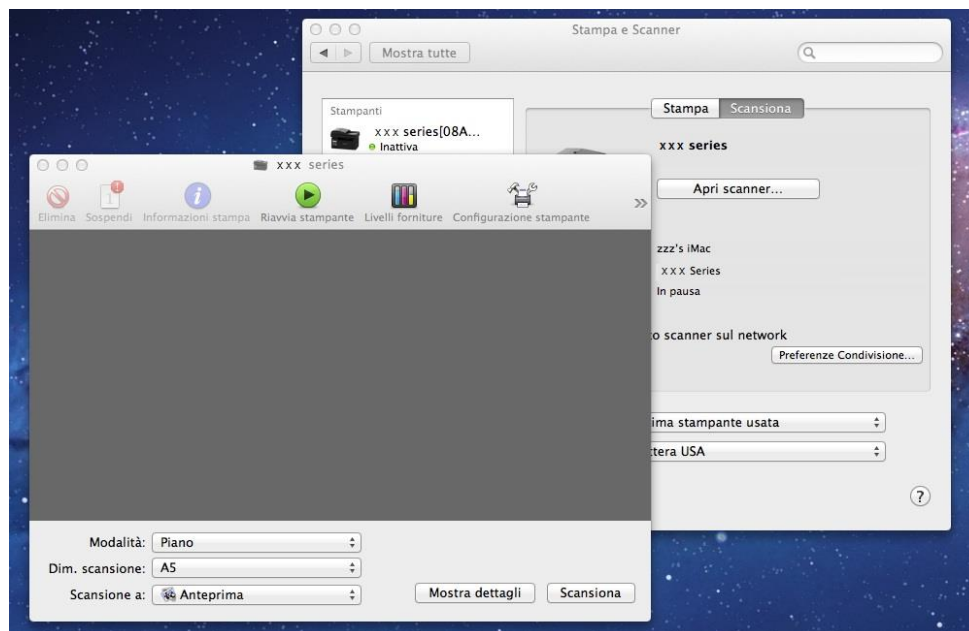 Stampa e Scanner
Mostra tutte
Stampanti
xxx series[08A...
Inattiva
Stampa Scansiona
xxx series
Apri scanner...
zzz's iMac
xxx Series
In pausa
scanner sul network
Preferenze Condivisione...
stampante usata
USA
?
xxx series
Elimina Sospendi Informazioni stampa Riavvia stampante Livelli forniture Configurazione stampante
Modalità: Piano
Dim. scansione: A5
Scansione a: Anteprima
Mostra dettagli Scansiona